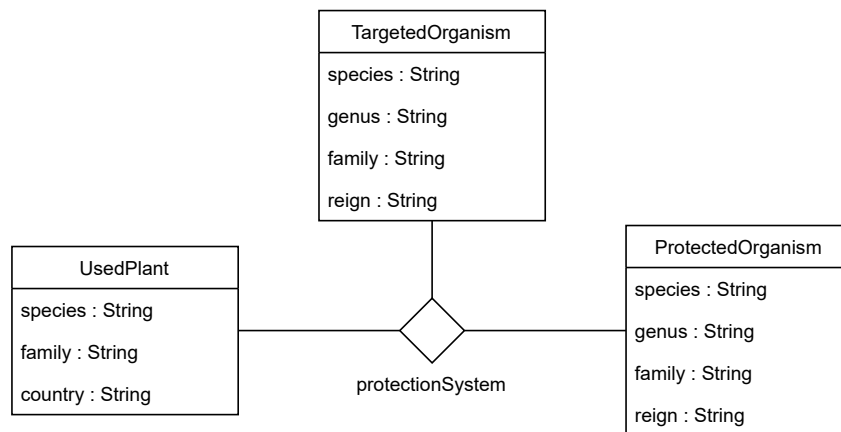 TargetedOrganism
species : String
genus : String
family : String
reign : String
UsedPlant
species : String
family : String
country : String
protectionSystem
ProtectedOrganism
species : String
genus : String
family : String
reign : String